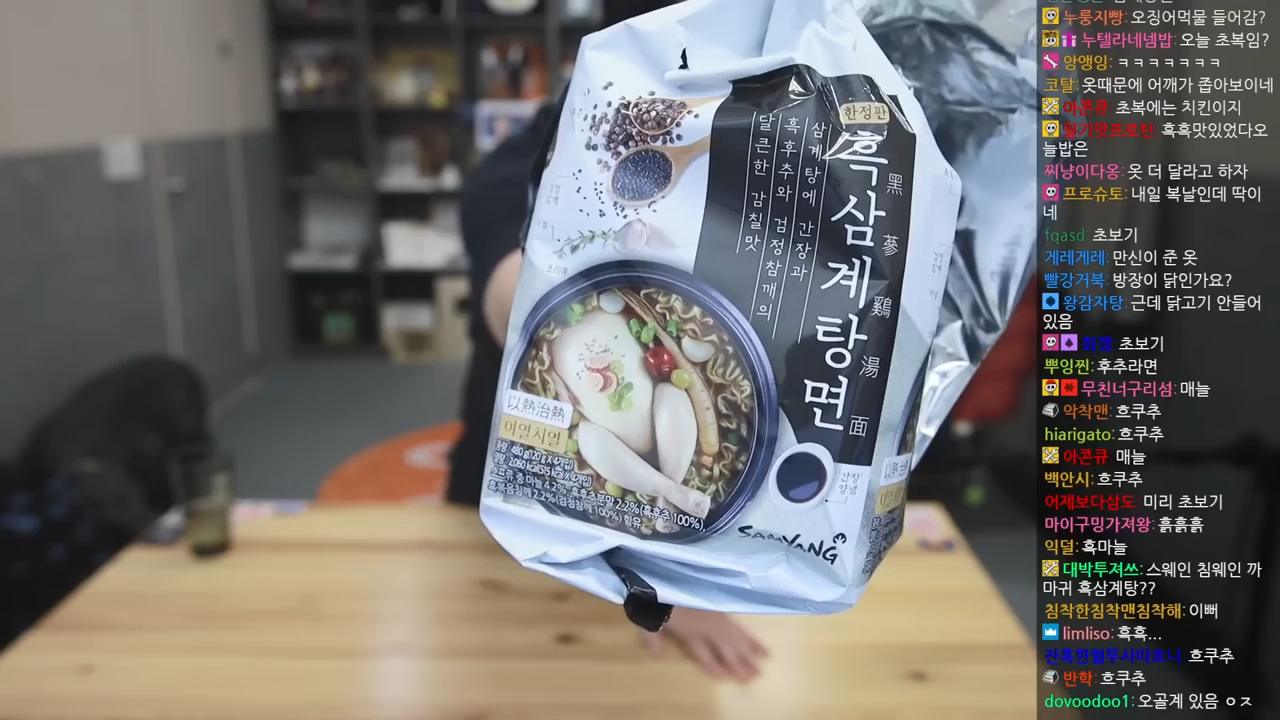 한정판
흑삼계탕면
黑蔘鷄湯面
삼계탕에 간장과
흑후추와 검정참깨의
달큰한 감칠맛
以熱治熱
이열치열
간장
양념
SAMYANG
누룽지빵: 오징어먹물 들어감?
누텔라네넴밥: 오늘 초복임?
앙앵잉: ㅋㅋㅋㅋㅋㅋㅋ
코탈: 옷때문에 어깨가 좁아보이네
아콘큐: 초복에는 치킨이지
흑흑맛있었다오
늘밥은
찌냥이다옹: 옷 더 달라고 하자
프로슈토: 내일 복날인데 딱이
네
fqasd: 초보기
게레게레: 만신이 준 옷
빨강거북: 방장이 닭인가요?
왕감자탕: 근데 닭고기 안들어
있음
초보기
뿌잉찐: 후추라면
무친너구리섬: 매늘
악착맨: 흐쿠추
hiarigato: 흐쿠추
아콘큐: 매늘
백안시: 흐쿠추
어제보다삼도: 미리 초보기
마이구밍가져왕: 흙흙흙
익덜: 흑마늘
대박투져쓰: 스웨인 침웨인 까
마귀 흑삼계탕??
침착한침착맨침착해: 이뻐
limliso: 흑흑...
흐쿠추
반학: 흐쿠추
dovoodoo1: 오골계 있음 ㅇㅈ